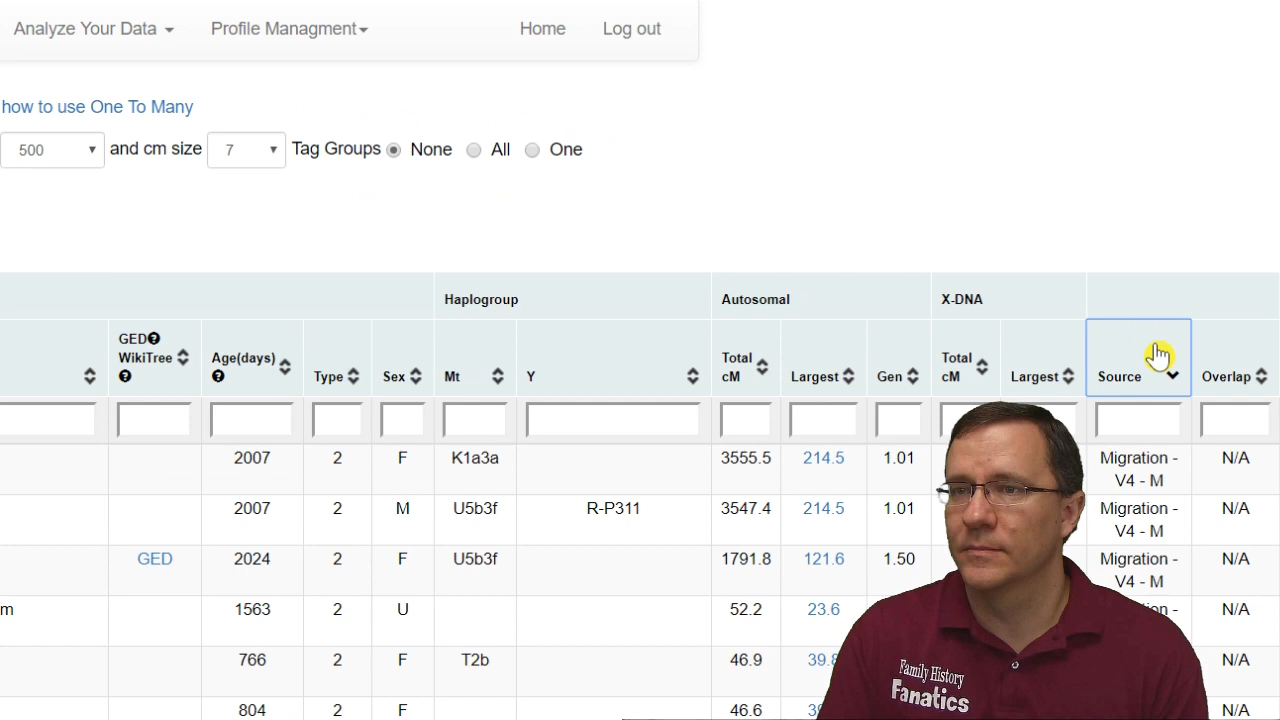 Analyze Your Data Profile Managment Home Log out
how to use One To Many
500 and cm size 7 Tag Groups None All One
Haplogroup Autosomal X-DNA
GED WikiTree Age(days) Type Sex Mt Y Total cM Largest Gen Total cM Largest Source Overlap
2007 2 F K1a3a 3555.5 214.5 1.01 Migration - V4 - M N/A
2007 2 M U5b3f R-P311 3547.4 214.5 1.01 Migration - V4 - M N/A
GED 2024 2 F U5b3f 1791.8 121.6 1.50 Migration - V4 - M N/A
m 1563 2 U 52.2 23.6 N/A
766 2 F T2b 46.9 N/A
804 2 F 46.6 N/A
Family History
Fanatics